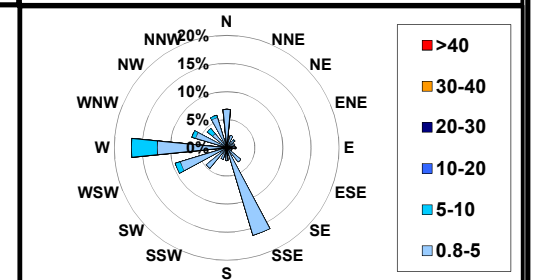 N
NNW
20%
NNE
NW
15%
NE
10%
WNW
ENE
5%
W
0%
E
WSW
ESE
SW
SE
SSW
SSE
S
>40
30-40
20-30
10-20
5-10
0.8-5